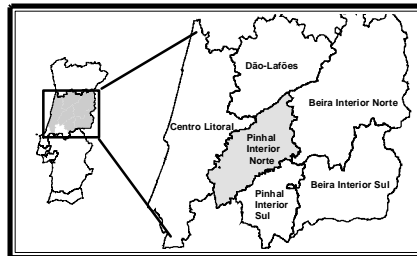 Dão-Lafões
Beira Interior Norte
Centro Litoral
Pinhal
Interior
Norte
Pinhal
Interior
Sul
Beira Interior Sul